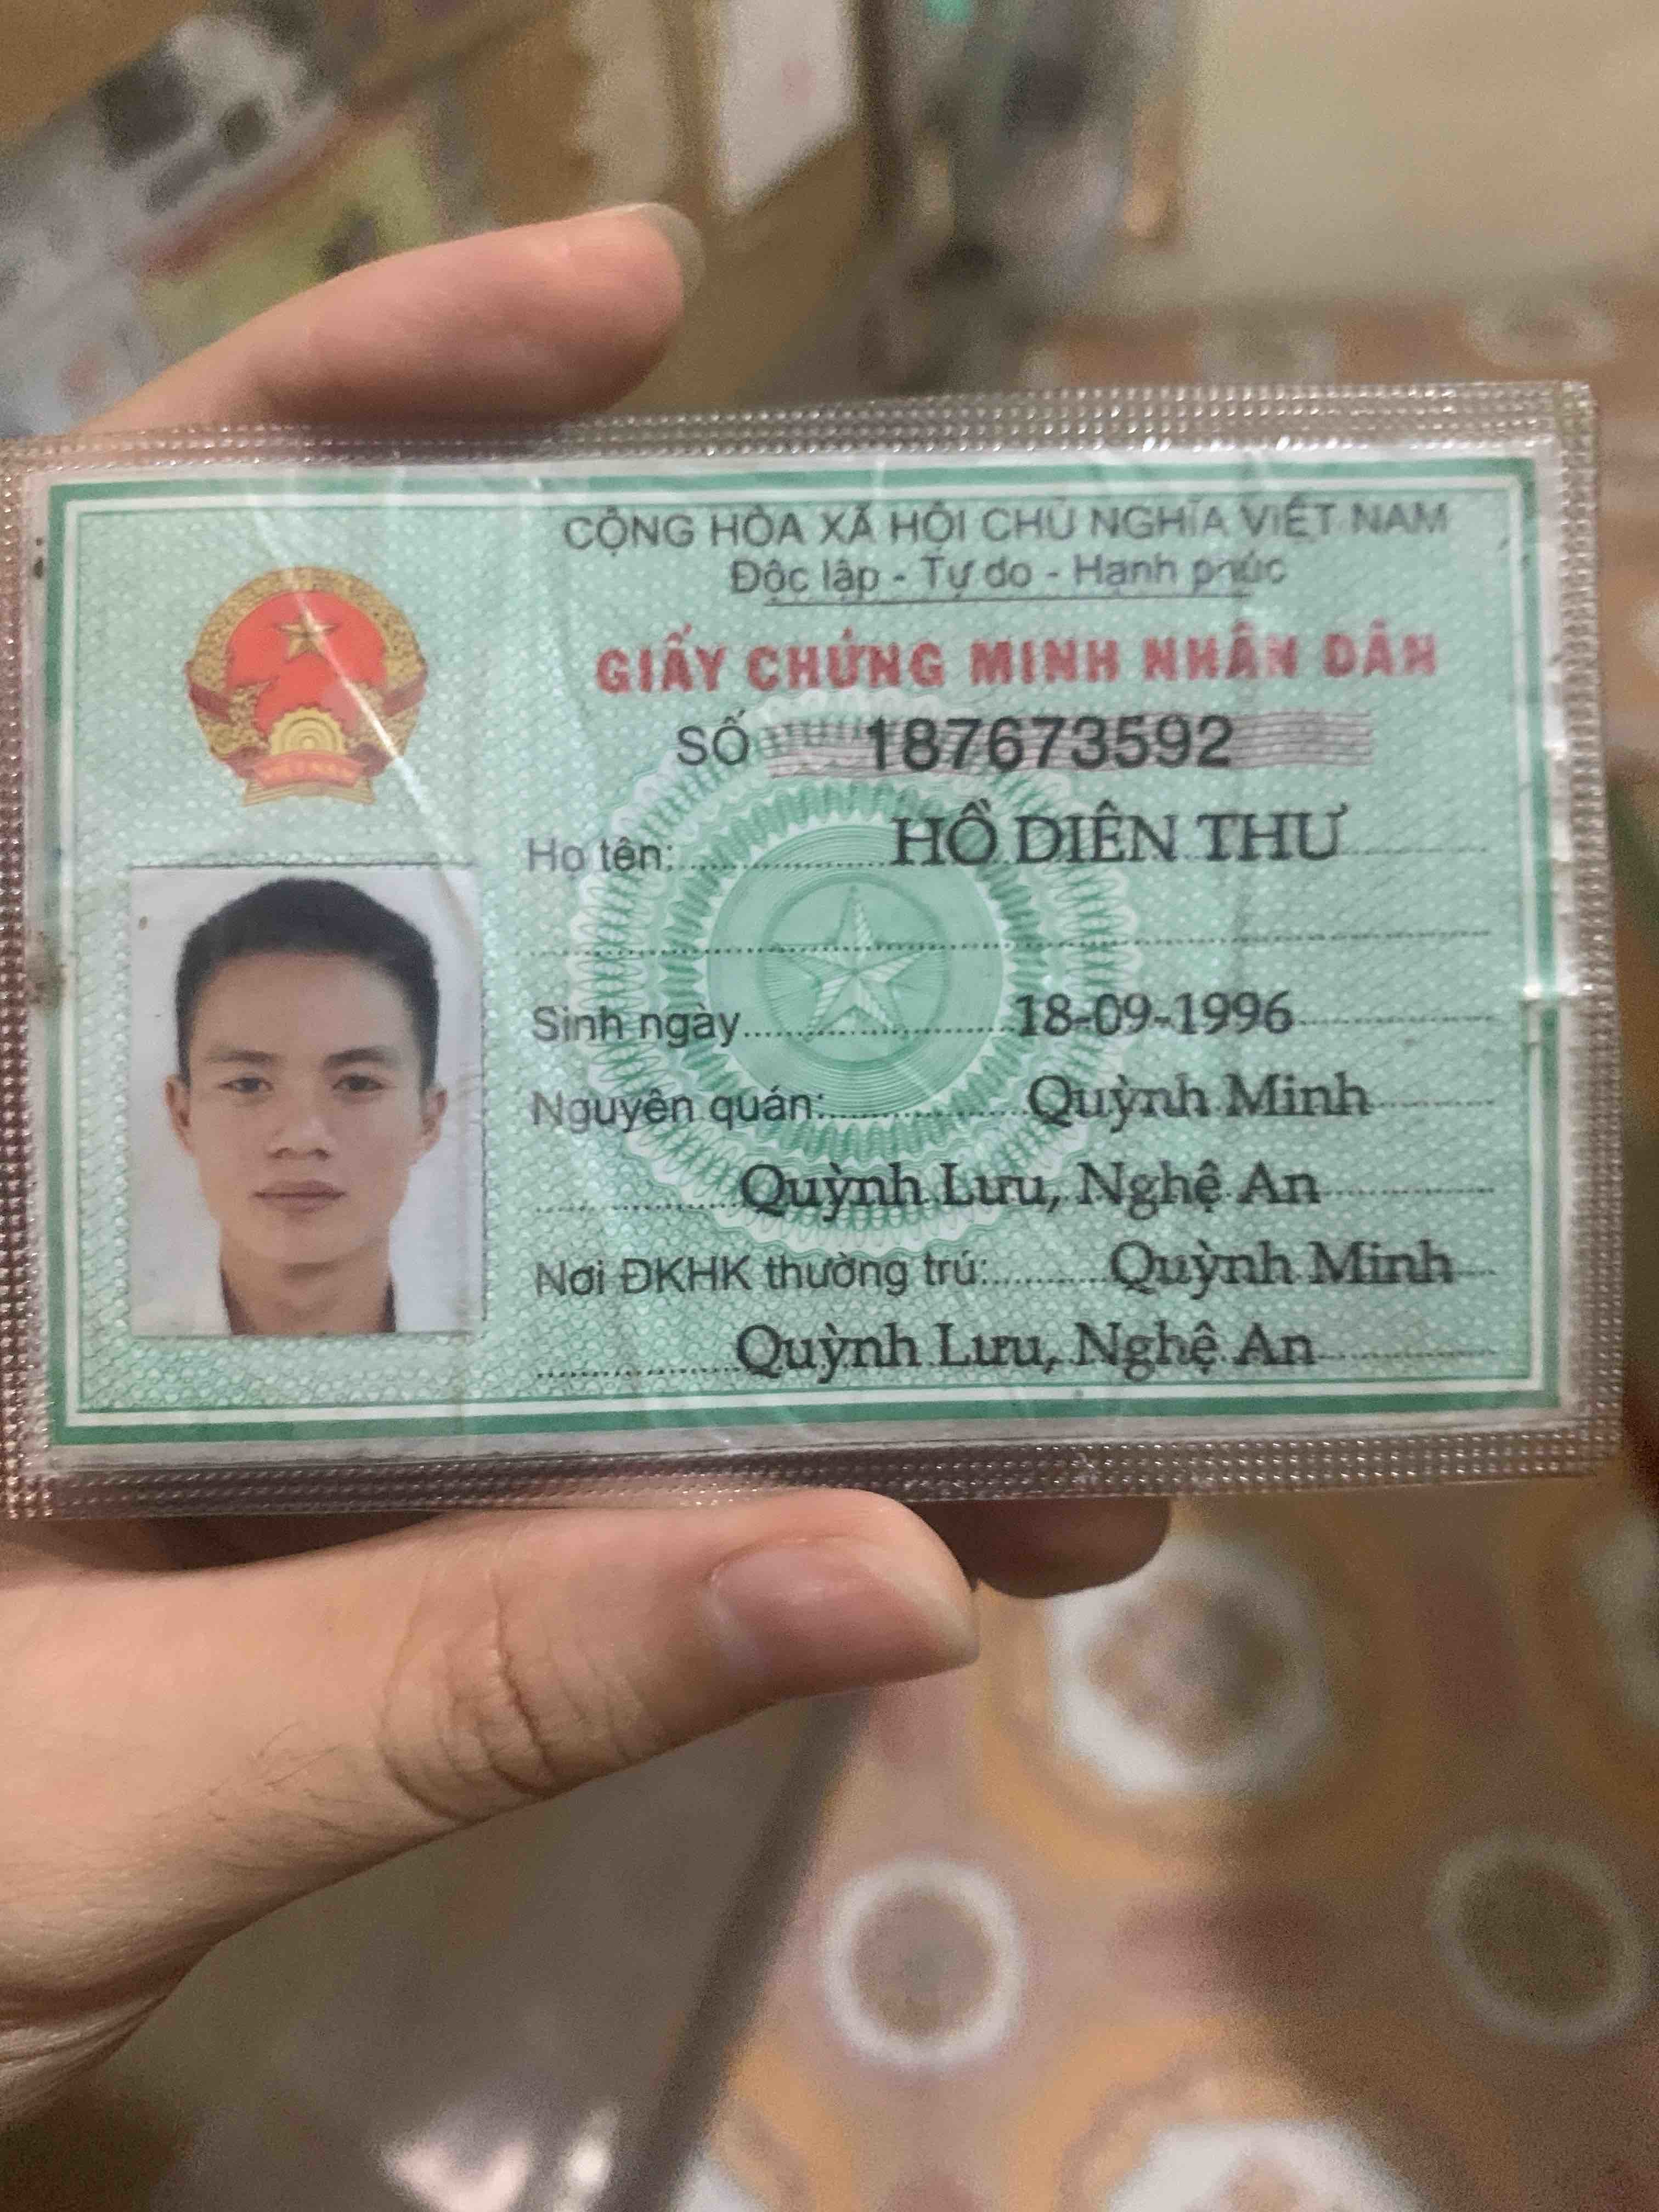 CỘNG HÒA XÃ HỘI CHỦ NGHĨA VIỆT NAM
Độc lập - Tự do - Hạnh phúc
GIẤY CHỨNG MINH NHÂN DÂN
SỐ 187673592
Họ tên: HỒ DIÊN THƯ
Sinh ngày 18-09-1996
Nguyên quán: Quỳnh Minh
Quỳnh Lưu, Nghệ An
Nơi ĐKHK thường trú: Quỳnh Minh
Quỳnh Lưu, Nghệ An